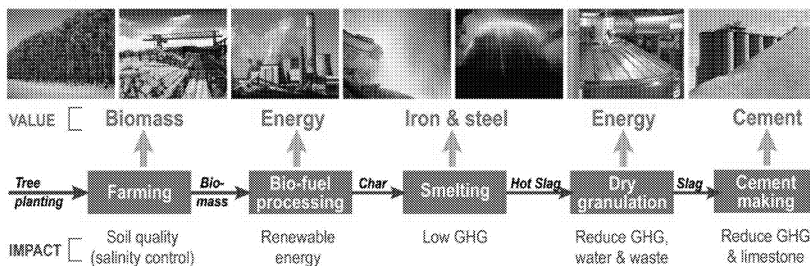 VALUE
Biomass
Energy
Iron & steel
Energy
Cement
Tree
planting
Farming
Bio-
mass
Bio-fuel
processing
Char
Smelting
Hot Slag
Dry
granulation
Slag
Cement
making
IMPACT
Soil quality
(salinity control)
Renewable
energy
Low GHG
Reduce GHG,
water & waste
Reduce GHG
& limestone